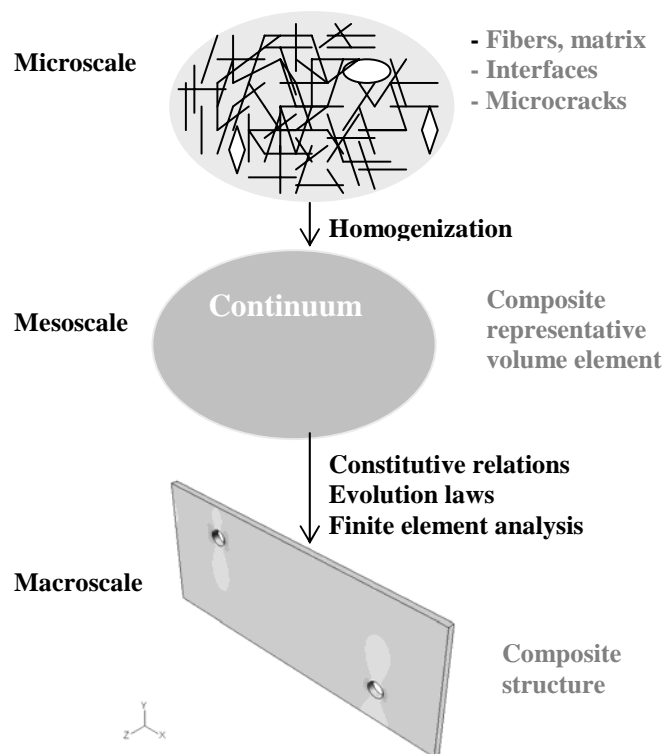 Microscale
- Fibers, matrix
- Interfaces
- Microcracks
Homogenization
Mesoscale
Continuum
Composite
representative
volume element
Constitutive relations
Evolution laws
Finite element analysis
Macroscale
Composite
structure
Y
Z
X